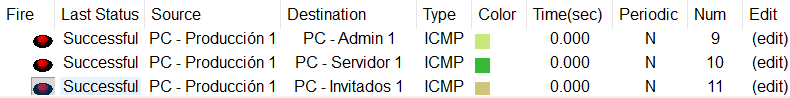 Fire Last Status Source Destination Type Color Time(sec) Periodic Num Edit
Successful PC - Producción 1 PC - Admin 1 ICMP 0.000 N 9 (edit)
Successful PC - Producción 1 PC - Servidor 1 ICMP 0.000 N 10 (edit)
Successful PC - Producción 1 PC - Invitados 1 ICMP 0.000 N 11 (edit)